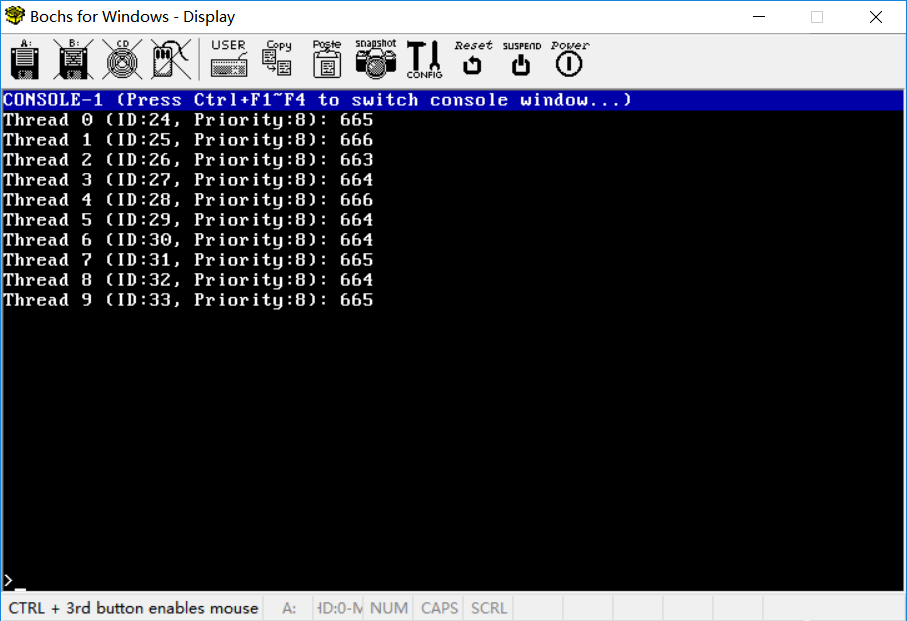 Bochs for Windows - Display
A: B: CD USER Copy Paste snapshot CONFIG Reset SUSPEND Power
CONSOLE-1 (Press Ctrl+F1~F4 to switch console window...)
Thread 0 (ID:24, Priority:8): 665
Thread 1 (ID:25, Priority:8): 666
Thread 2 (ID:26, Priority:8): 663
Thread 3 (ID:27, Priority:8): 664
Thread 4 (ID:28, Priority:8): 666
Thread 5 (ID:29, Priority:8): 664
Thread 6 (ID:30, Priority:8): 664
Thread 7 (ID:31, Priority:8): 665
Thread 8 (ID:32, Priority:8): 664
Thread 9 (ID:33, Priority:8): 665
>_
CTRL + 3rd button enables mouse A: HD:0-M NUM CAPS SCRL